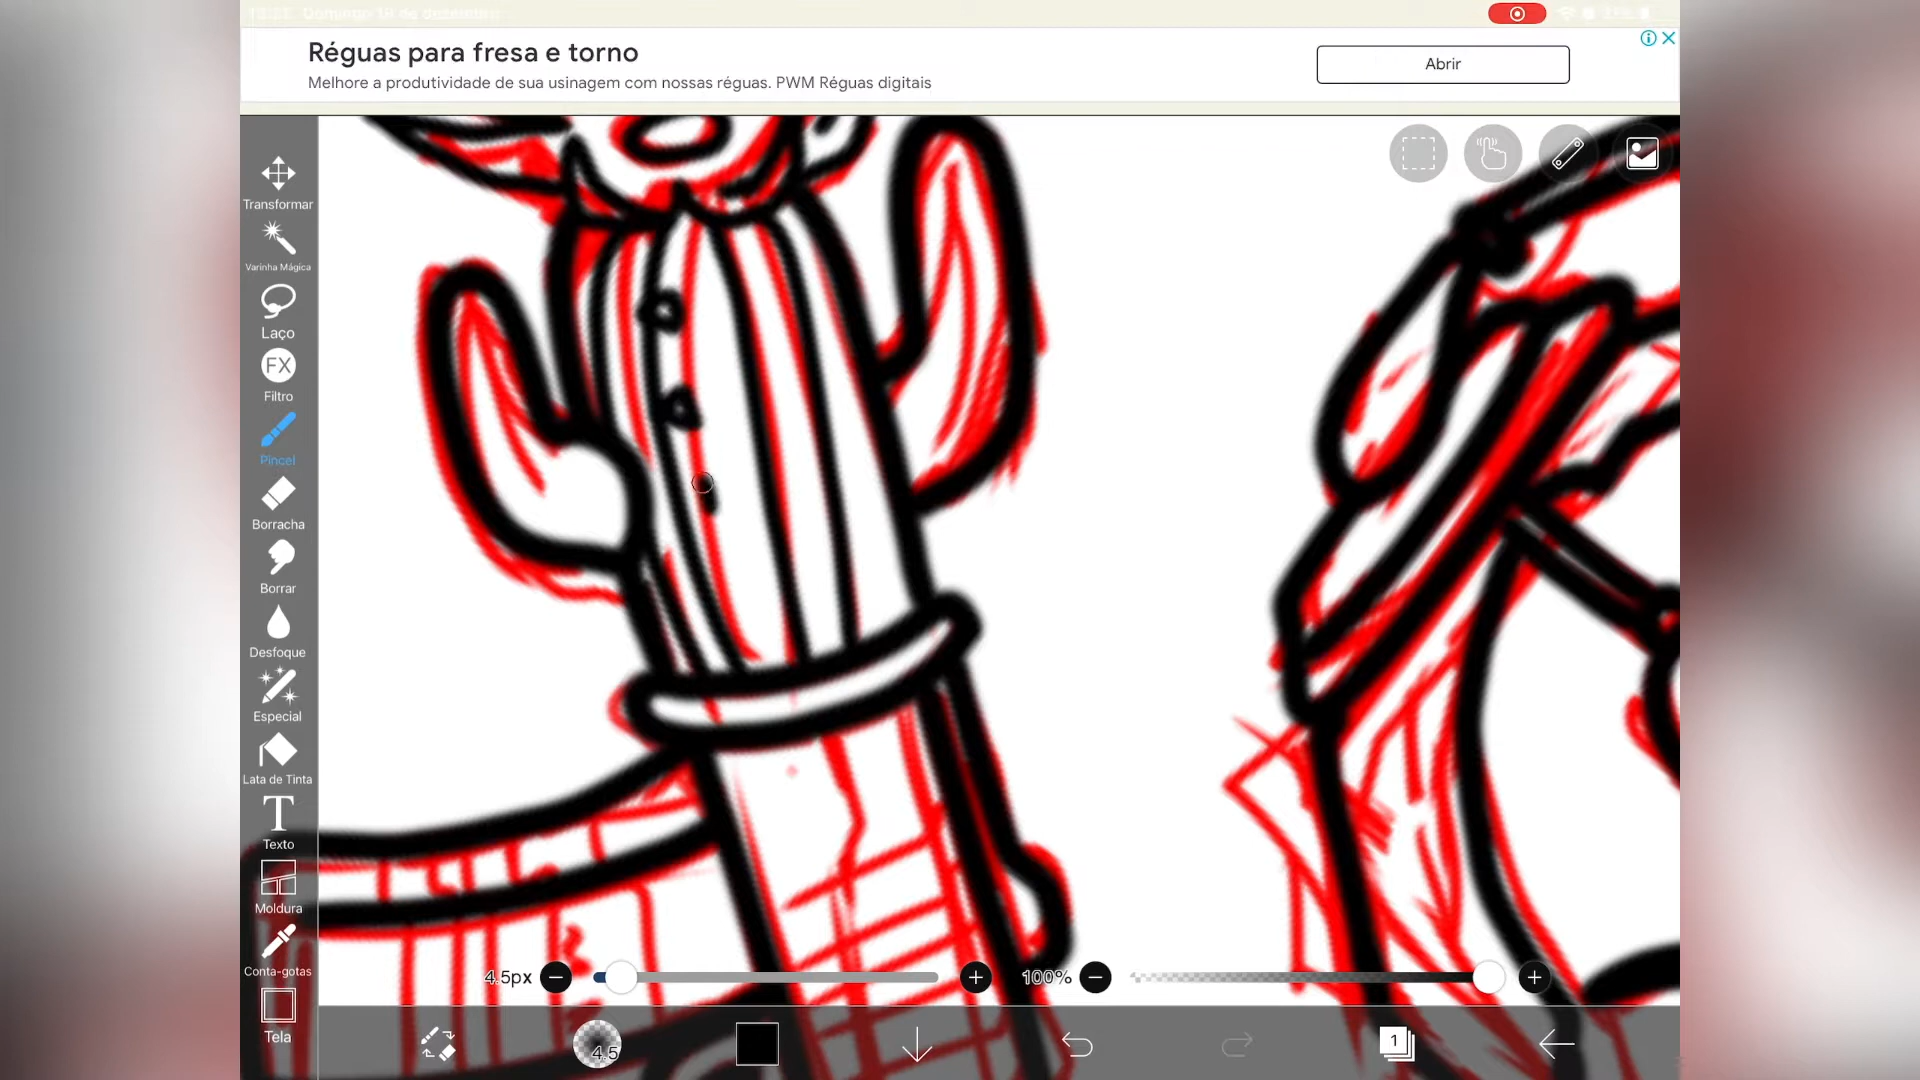 Réguas para fresa e torno
Melhore a produtividade de sua usinagem com nossas réguas. PWM Réguas digitais
Abrir
Transformar
Varinha Mágica
Laço
FX
Filtro
Pincel
Borracha
Borrar
Desfoque
Especial
Lata de Tinta
T
Texto
Moldura
Conta-gotas
Tela
4.5px
100%
4.5
1